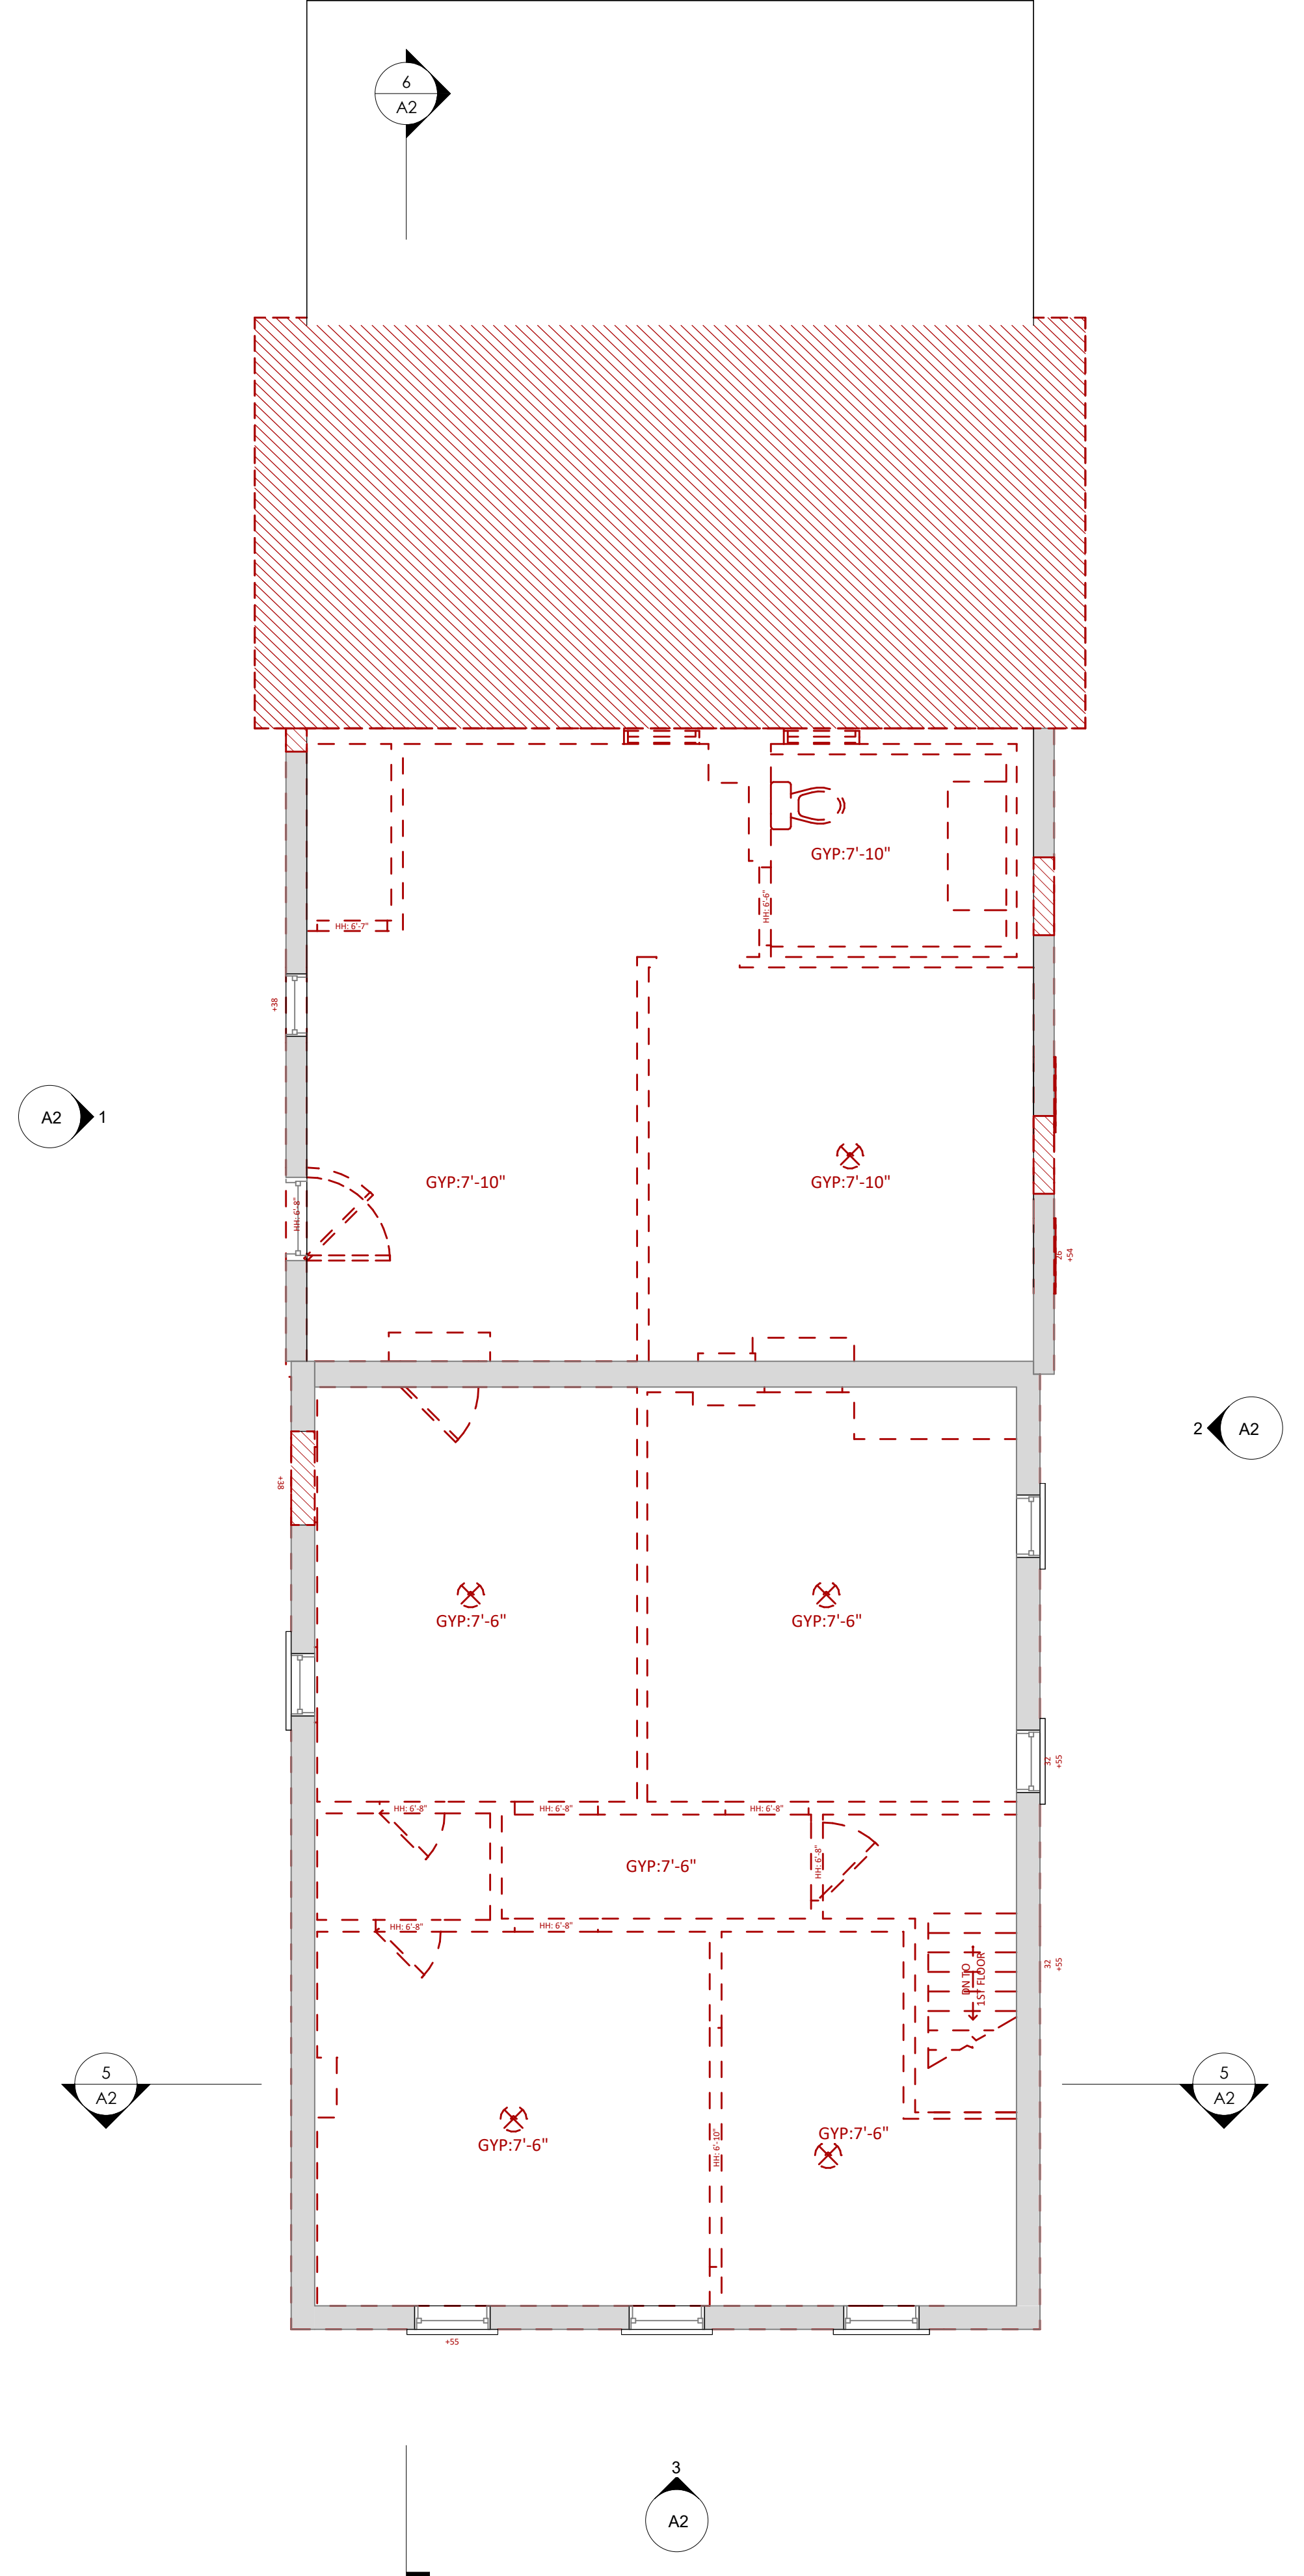 6
A2
GYP:7'-10"
HH: 6'-6"
HH: 6'-7"
+38
A2
1
GYP:7'-10"
GYP:7'-10"
HH: 6'-8"
26
+54
2
A2
+38
GYP:7'-6"
GYP:7'-6"
32
+55
HH: 6'-8"
HH: 6'-8"
HH: 6'-8"
HH: 6'-8"
GYP:7'-6"
HH: 6'-8"
HH: 6'-8"
32
+55
DN TO
1ST FLOOR
5
A2
5
A2
GYP:7'-6"
GYP:7'-6"
HH: 6'-10"
+55
3
A2